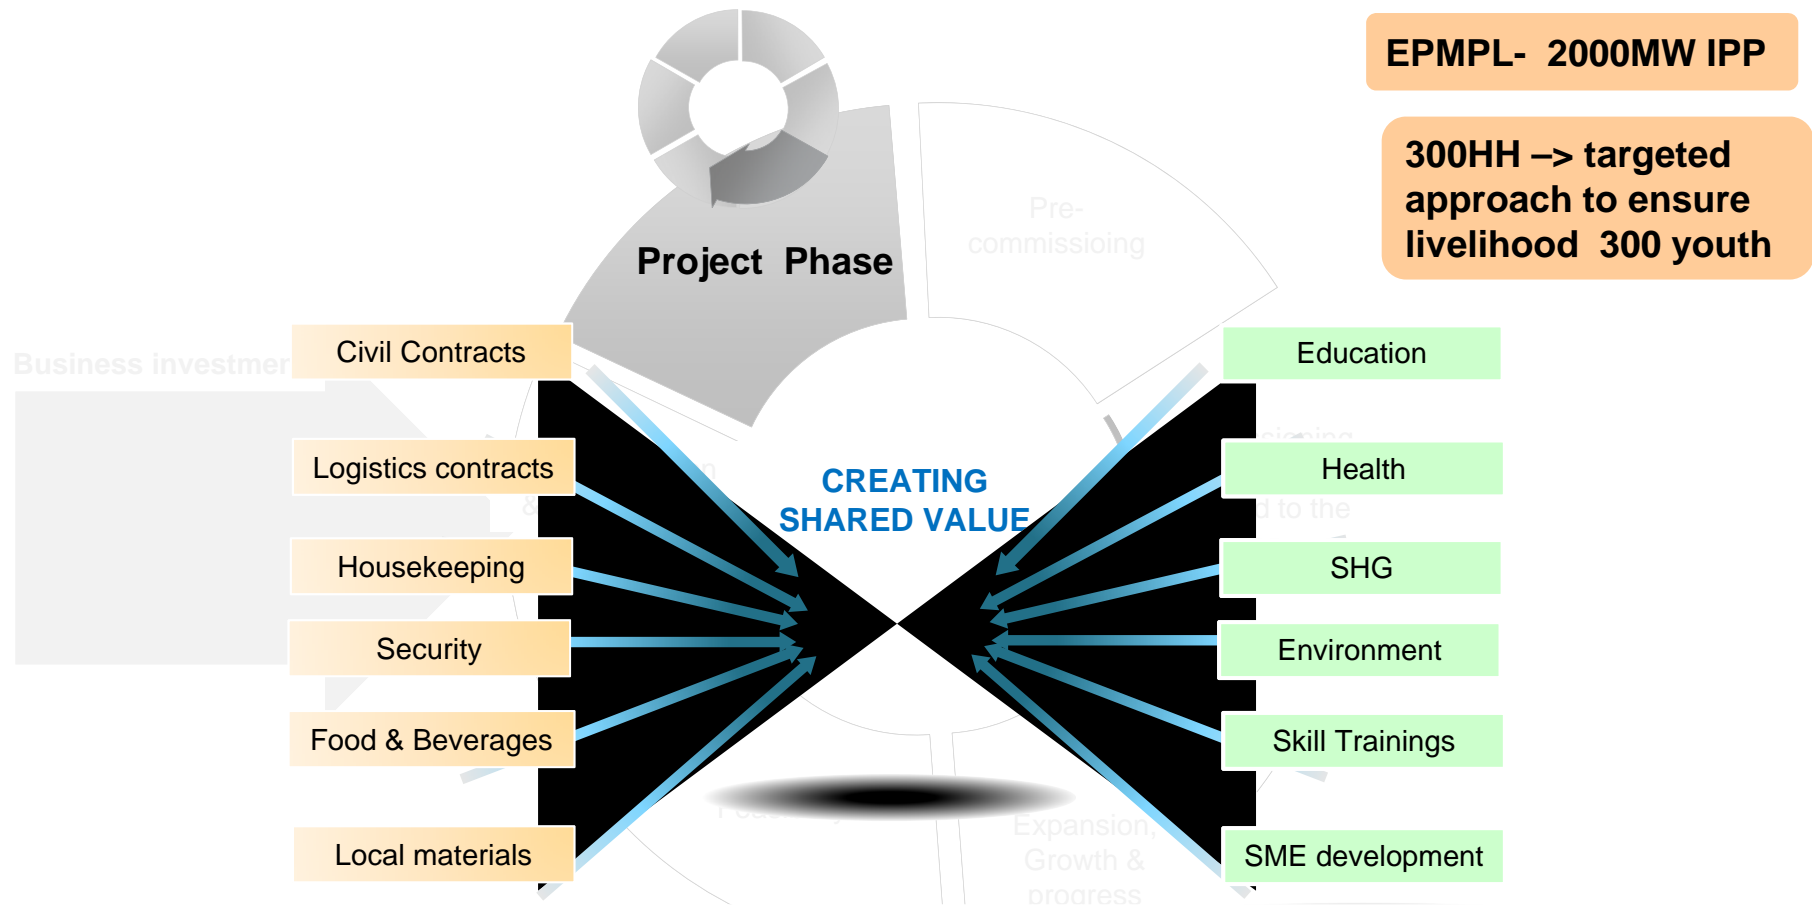 EPMPL- 2000MW IPP
300HH –> targeted
approach to ensure
livelihood 300 youth
Pre-
commissioing
Project Phase
Business
Civil Contracts
Logistics contracts
Housekeeping
Security
Food & Beverages
Local materials
CREATING
SHARED VALUE
Education
Health
to the
SHG
Environment
Skill Trainings
SME development
&
Expansion,
Growth &
progress